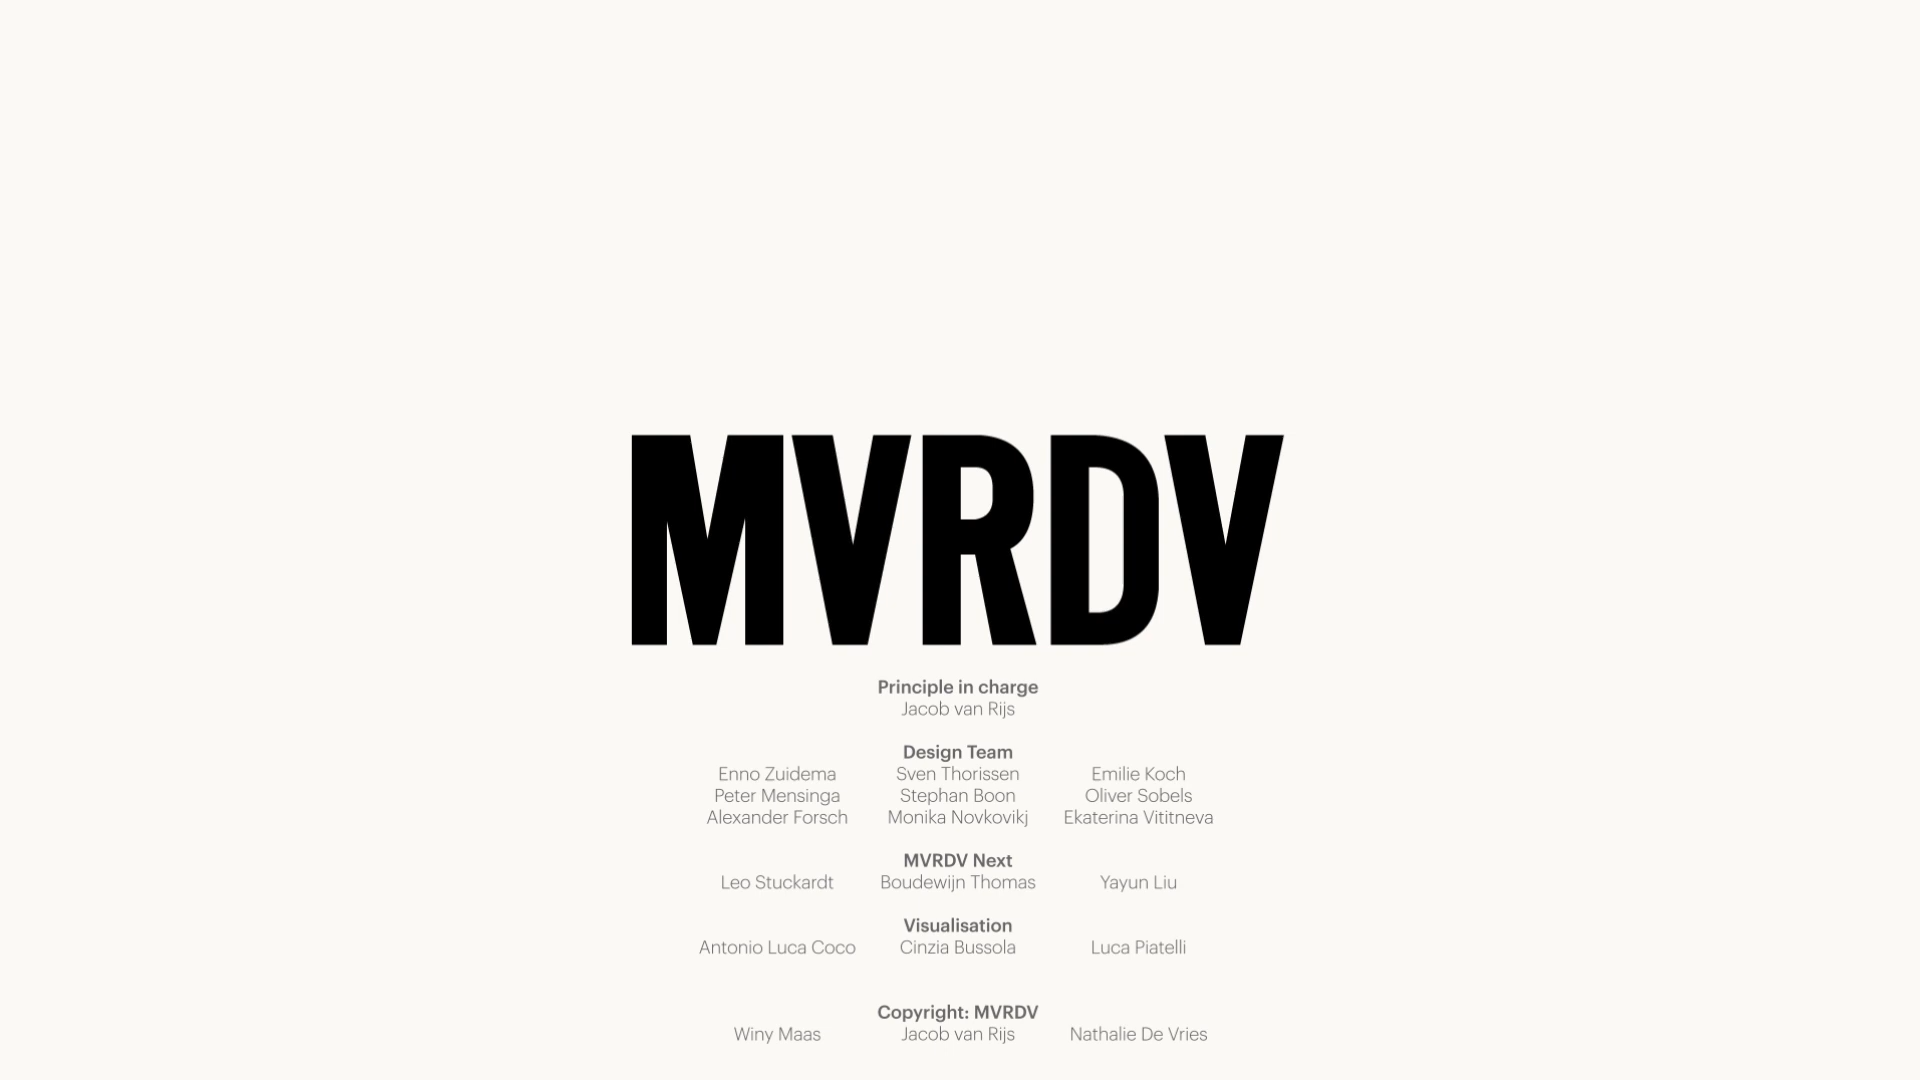 MVRDV
Principle in charge
Jacob van Rijs
Design Team
Enno Zuidema Sven Thorissen Emilie Koch
Peter Mensinga Stephan Boon Oliver Sobels
Alexander Forsch Monika Novkovikj Ekaterina Vititneva
MVRDV Next
Leo Stuckardt Boudewijn Thomas Yayun Liu
Visualisation
Antonio Luca Coco Cinzia Bussola Luca Piatelli
Copyright: MVRDV
Winy Maas Jacob van Rijs Nathalie De Vries